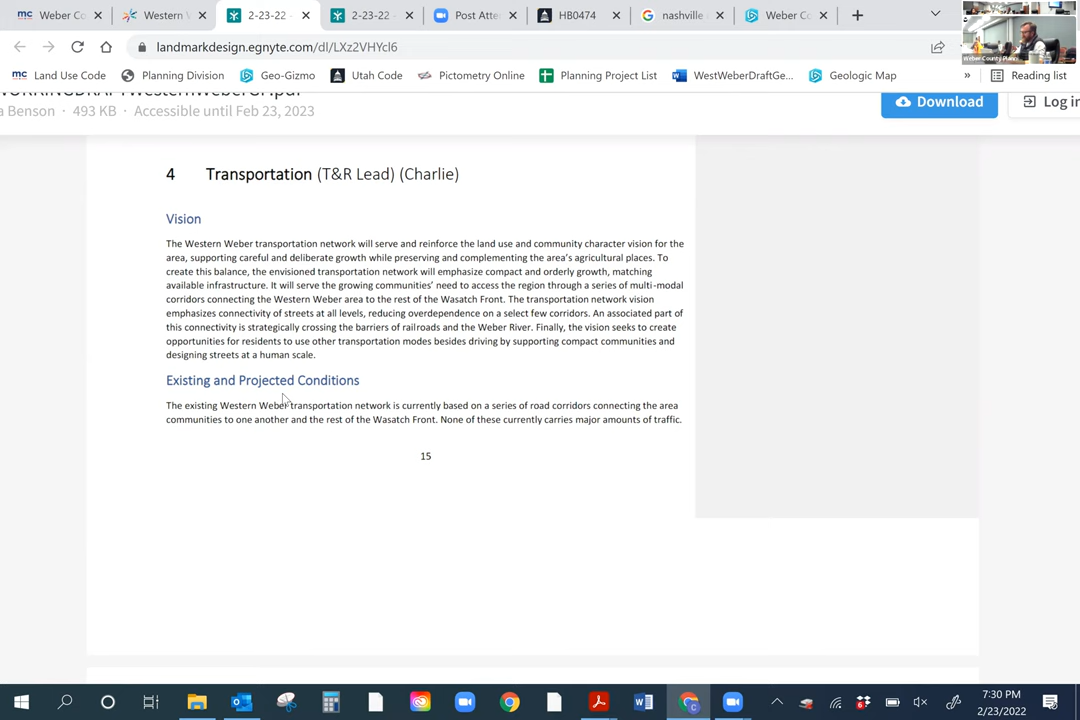 Weber Co
Western
2-23-22
2-23-22
Post Atte
HB0474
nashville
Weber Co
landmarkdesign.egnyte.com/dl/LXz2VHYcl6
mc Land Use Code
Planning Division
Geo-Gizmo
Utah Code
Pictometry Online
Planning Project List
WestWeberDraftGe...
Geologic Map
»
Reading list
a Benson · 493 KB · Accessible until Feb 23, 2023
Download
Log in
4 Transportation (T&R Lead) (Charlie)
Vision
The Western Weber transportation network will serve and reinforce the land use and community character vision for the
area, supporting careful and deliberate growth while preserving and complementing the area's agricultural places. To
create this balance, the envisioned transportation network will emphasize compact and orderly growth, matching
available infrastructure. It will serve the growing communities' need to access the region through a series of multi-modal
corridors connecting the Western Weber area to the rest of the Wasatch Front. The transportation network vision
emphasizes connectivity of streets at all levels, reducing overdependence on a select few corridors. An associated part of
this connectivity is strategically crossing the barriers of railroads and the Weber River. Finally, the vision seeks to create
opportunities for residents to use other transportation modes besides driving by supporting compact communities and
designing streets at a human scale.
Existing and Projected Conditions
The existing Western Weber transportation network is currently based on a series of road corridors connecting the area
communities to one another and the rest of the Wasatch Front. None of these currently carries major amounts of traffic.
15
7:30 PM
2/23/2022